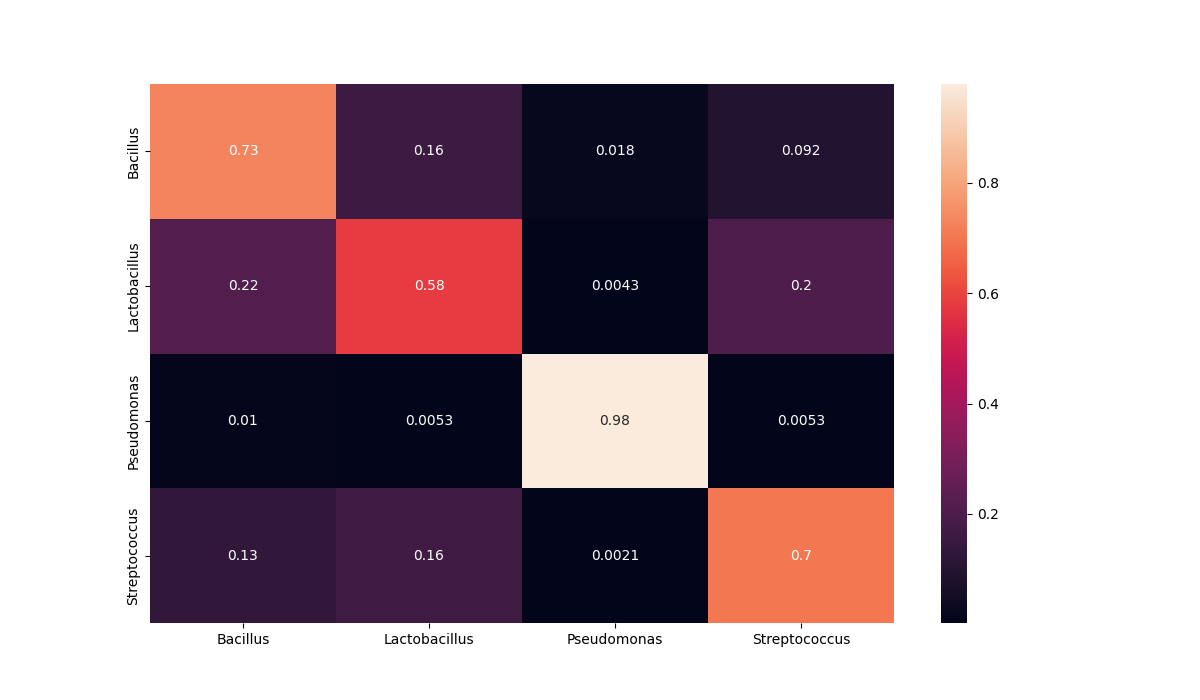 Bacillus 0.73 0.16 0.018 0.092
Lactobacillus 0.22 0.58 0.0043 0.2
Pseudomonas 0.01 0.0053 0.98 0.0053
Streptococcus 0.13 0.16 0.0021 0.7
Bacillus Lactobacillus Pseudomonas Streptococcus
0.8
0.6
0.4
0.2